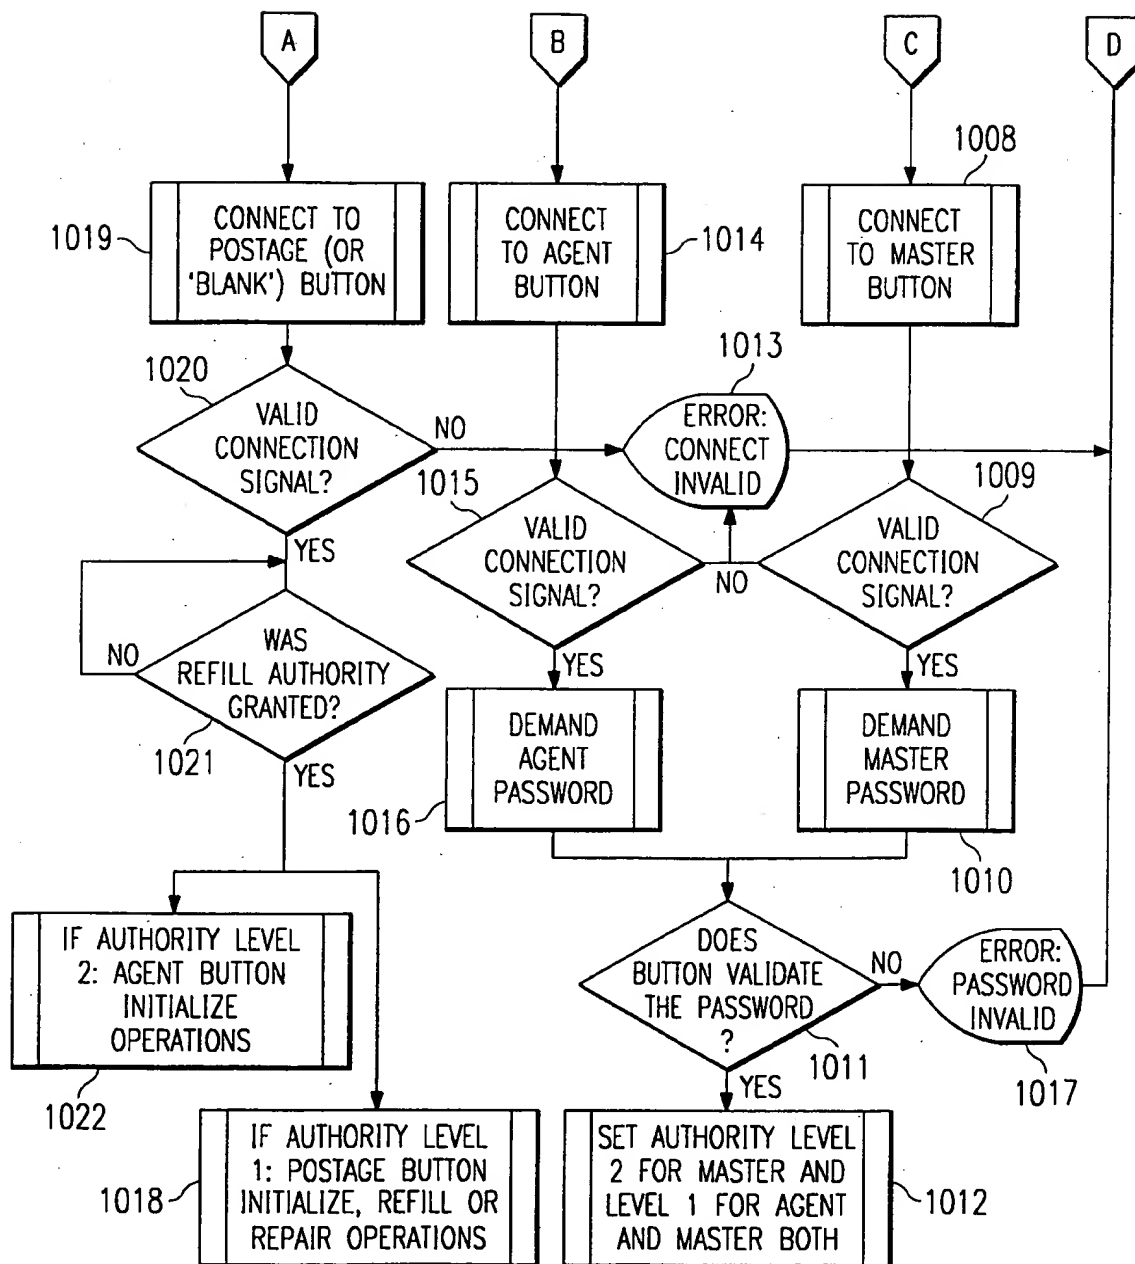 A
B
C
D
1008
1019
CONNECT TO
POSTAGE (OR
'BLANK') BUTTON
CONNECT
TO AGENT
BUTTON
1014
CONNECT
TO MASTER
BUTTON
1013
1020
VALID
CONNECTION
SIGNAL?
NO
ERROR:
CONNECT
INVALID
1015
1009
YES
VALID
CONNECTION
SIGNAL?
NO
VALID
CONNECTION
SIGNAL?
NO
WAS
REFILL AUTHORITY
GRANTED?
1021
YES
YES
YES
DEMAND
AGENT
PASSWORD
1016
DEMAND
MASTER
PASSWORD
1010
IF AUTHORITY LEVEL
2: AGENT BUTTON
INITIALIZE
OPERATIONS
1022
DOES
BUTTON VALIDATE
THE PASSWORD
?
NO
1011
ERROR:
PASSWORD
INVALID
1017
YES
1018
IF AUTHORITY LEVEL
1: POSTAGE BUTTON
INITIALIZE, REFILL OR
REPAIR OPERATIONS
SET AUTHORITY LEVEL
2 FOR MASTER AND
LEVEL 1 FOR AGENT
AND MASTER BOTH
1012